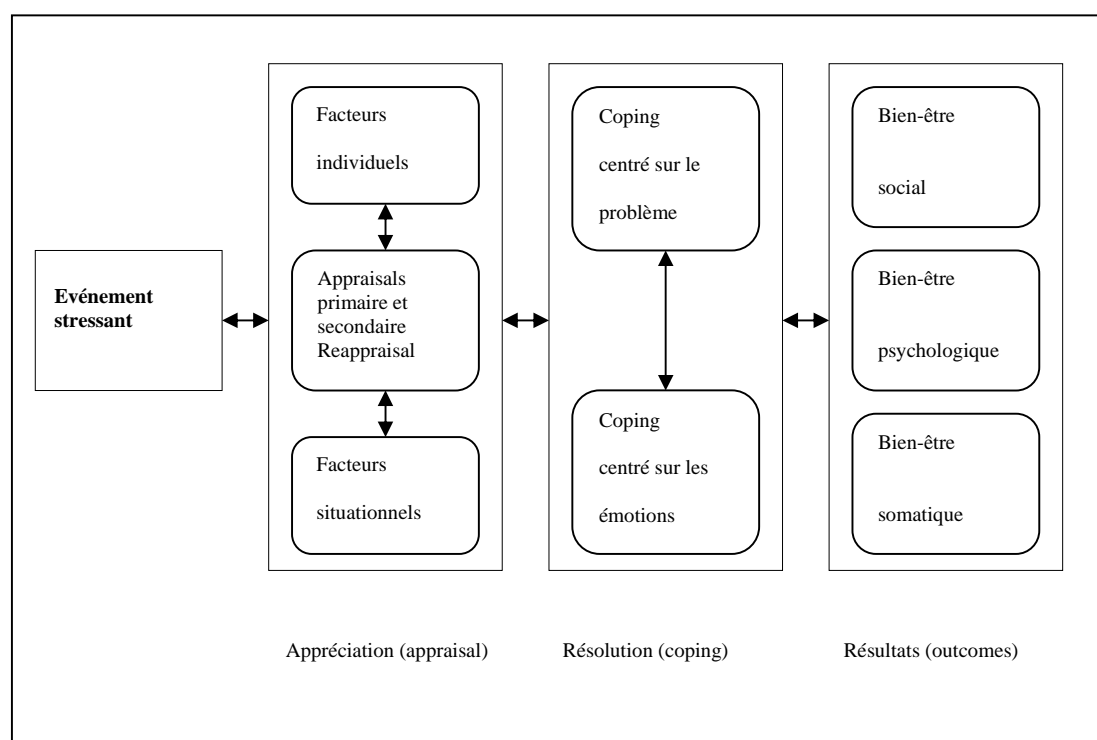 Evénement
stressant
Facteurs
individuels
Appraisals
primaire et
secondaire
Reappraisal
Facteurs
situationnels
Appréciation (appraisal)
Coping
centré sur le
problème
Coping
centré sur les
émotions
Résolution (coping)
Bien-être
social
Bien-être
psychologique
Bien-être
somatique
Résultats (outcomes)